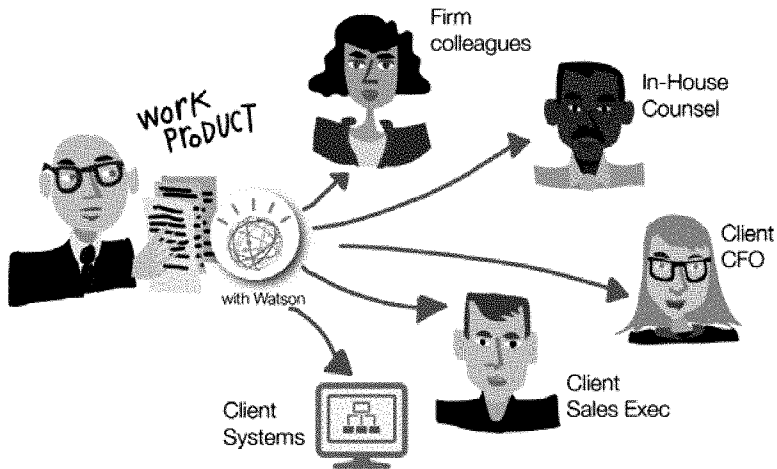 Firm
colleagues
WORK
PRODUCT
In-House
Counsel
Client
CFO
with Watson
Client
Sales Exec
Client
Systems